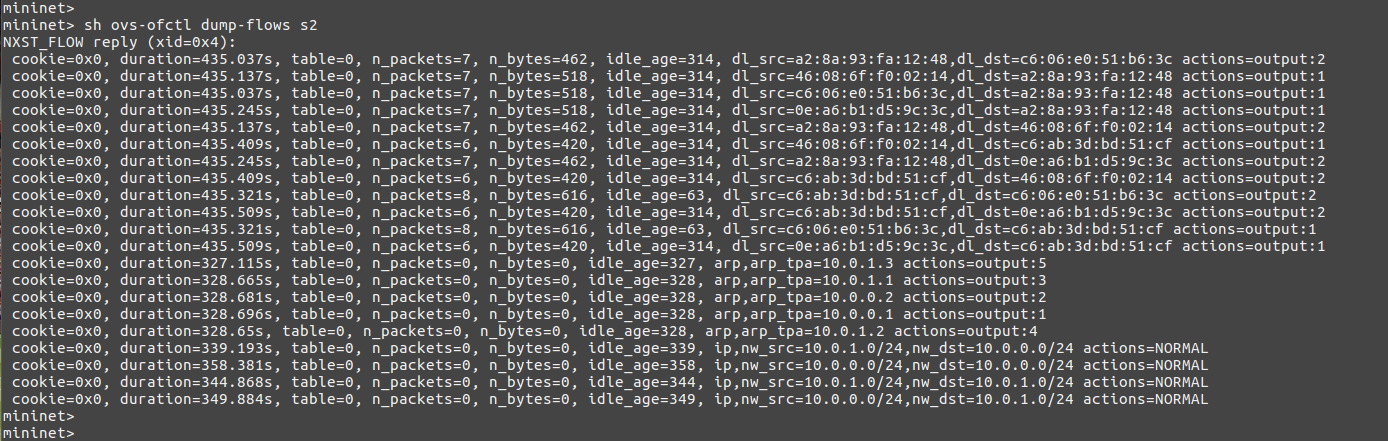 mininet>
mininet> sh ovs-ofctl dump-flows s2
NXST_FLOW reply (xid=0x4):
 cookie=0x0, duration=435.037s, table=0, n_packets=7, n_bytes=462, idle_age=314, dl_src=a2:8a:93:fa:12:48,dl_dst=c6:06:e0:51:b6:3c actions=output:2
 cookie=0x0, duration=435.137s, table=0, n_packets=7, n_bytes=518, idle_age=314, dl_src=46:08:6f:f0:02:14,dl_dst=a2:8a:93:fa:12:48 actions=output:1
 cookie=0x0, duration=435.037s, table=0, n_packets=7, n_bytes=518, idle_age=314, dl_src=c6:06:e0:51:b6:3c,dl_dst=a2:8a:93:fa:12:48 actions=output:1
 cookie=0x0, duration=435.245s, table=0, n_packets=7, n_bytes=518, idle_age=314, dl_src=0e:a6:b1:d5:9c:3c,dl_dst=a2:8a:93:fa:12:48 actions=output:1
 cookie=0x0, duration=435.137s, table=0, n_packets=7, n_bytes=462, idle_age=314, dl_src=a2:8a:93:fa:12:48,dl_dst=46:08:6f:f0:02:14 actions=output:2
 cookie=0x0, duration=435.409s, table=0, n_packets=6, n_bytes=420, idle_age=314, dl_src=46:08:6f:f0:02:14,dl_dst=c6:ab:3d:bd:51:cf actions=output:1
 cookie=0x0, duration=435.245s, table=0, n_packets=7, n_bytes=462, idle_age=314, dl_src=a2:8a:93:fa:12:48,dl_dst=0e:a6:b1:d5:9c:3c actions=output:2
 cookie=0x0, duration=435.409s, table=0, n_packets=6, n_bytes=420, idle_age=314, dl_src=c6:ab:3d:bd:51:cf,dl_dst=46:08:6f:f0:02:14 actions=output:2
 cookie=0x0, duration=435.321s, table=0, n_packets=8, n_bytes=616, idle_age=63, dl_src=c6:ab:3d:bd:51:cf,dl_dst=c6:06:e0:51:b6:3c actions=output:2
 cookie=0x0, duration=435.509s, table=0, n_packets=6, n_bytes=420, idle_age=314, dl_src=c6:ab:3d:bd:51:cf,dl_dst=0e:a6:b1:d5:9c:3c actions=output:2
 cookie=0x0, duration=435.321s, table=0, n_packets=8, n_bytes=616, idle_age=63, dl_src=c6:06:e0:51:b6:3c,dl_dst=c6:ab:3d:bd:51:cf actions=output:1
 cookie=0x0, duration=435.509s, table=0, n_packets=6, n_bytes=420, idle_age=314, dl_src=0e:a6:b1:d5:9c:3c,dl_dst=c6:ab:3d:bd:51:cf actions=output:1
 cookie=0x0, duration=327.115s, table=0, n_packets=0, n_bytes=0, idle_age=327, arp,arp_tpa=10.0.1.3 actions=output:5
 cookie=0x0, duration=328.665s, table=0, n_packets=0, n_bytes=0, idle_age=328, arp,arp_tpa=10.0.1.1 actions=output:3
 cookie=0x0, duration=328.681s, table=0, n_packets=0, n_bytes=0, idle_age=328, arp,arp_tpa=10.0.0.2 actions=output:2
 cookie=0x0, duration=328.696s, table=0, n_packets=0, n_bytes=0, idle_age=328, arp,arp_tpa=10.0.0.1 actions=output:1
 cookie=0x0, duration=328.65s, table=0, n_packets=0, n_bytes=0, idle_age=328, arp,arp_tpa=10.0.1.2 actions=output:4
 cookie=0x0, duration=339.193s, table=0, n_packets=0, n_bytes=0, idle_age=339, ip,nw_src=10.0.1.0/24,nw_dst=10.0.0.0/24 actions=NORMAL
 cookie=0x0, duration=358.381s, table=0, n_packets=0, n_bytes=0, idle_age=358, ip,nw_src=10.0.0.0/24,nw_dst=10.0.0.0/24 actions=NORMAL
 cookie=0x0, duration=344.868s, table=0, n_packets=0, n_bytes=0, idle_age=344, ip,nw_src=10.0.1.0/24,nw_dst=10.0.1.0/24 actions=NORMAL
 cookie=0x0, duration=349.884s, table=0, n_packets=0, n_bytes=0, idle_age=349, ip,nw_src=10.0.0.0/24,nw_dst=10.0.1.0/24 actions=NORMAL
mininet>
mininet>